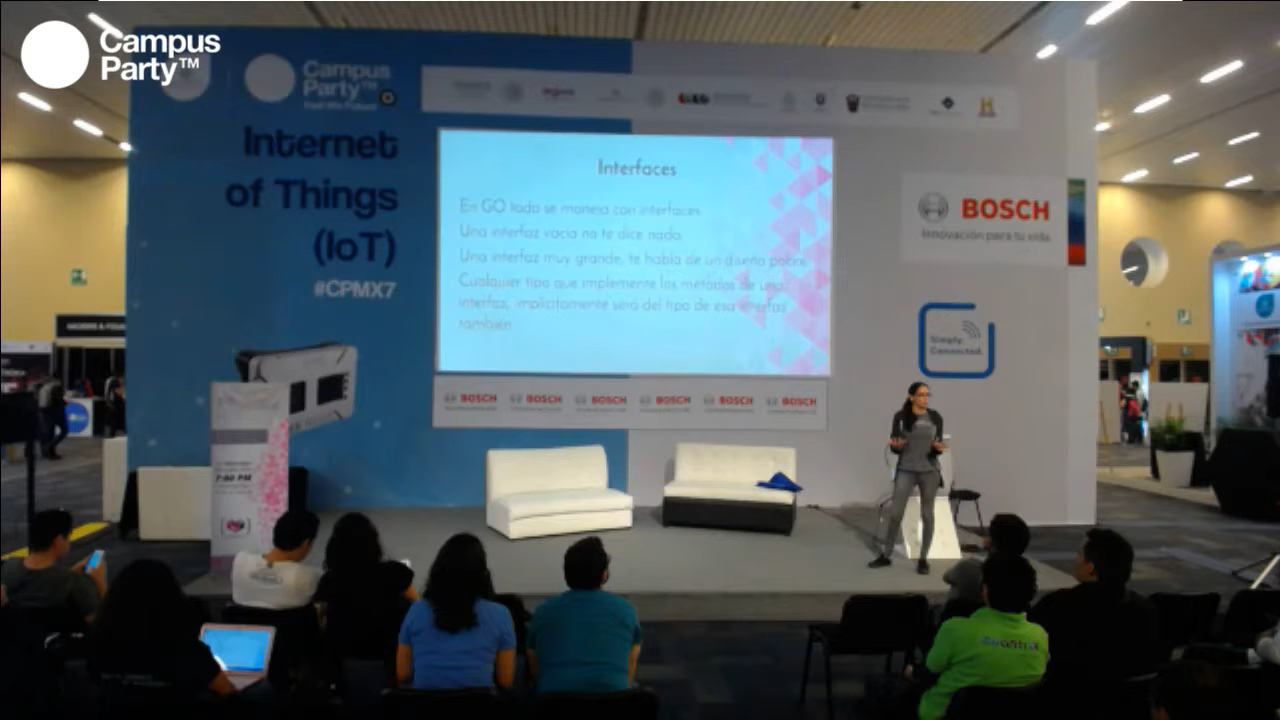 Campus
Party™
Campus
Party™
Internet
of Things
(IoT)
#CPMX7
Interfaces
En GO todo se maneja con interfaces
Una interfaz vacía no te dice nada.
Una interfaz muy grande, te habla de un diseño pobre
Cualquier tipo que implemente los métodos de una
interfaz, implícitamente será del tipo de esa interfaz
también
BOSCH
Innovación para tu vida.
Simply.
Connected.
BOSCH BOSCH BOSCH BOSCH BOSCH BOSCH
7:00 PM